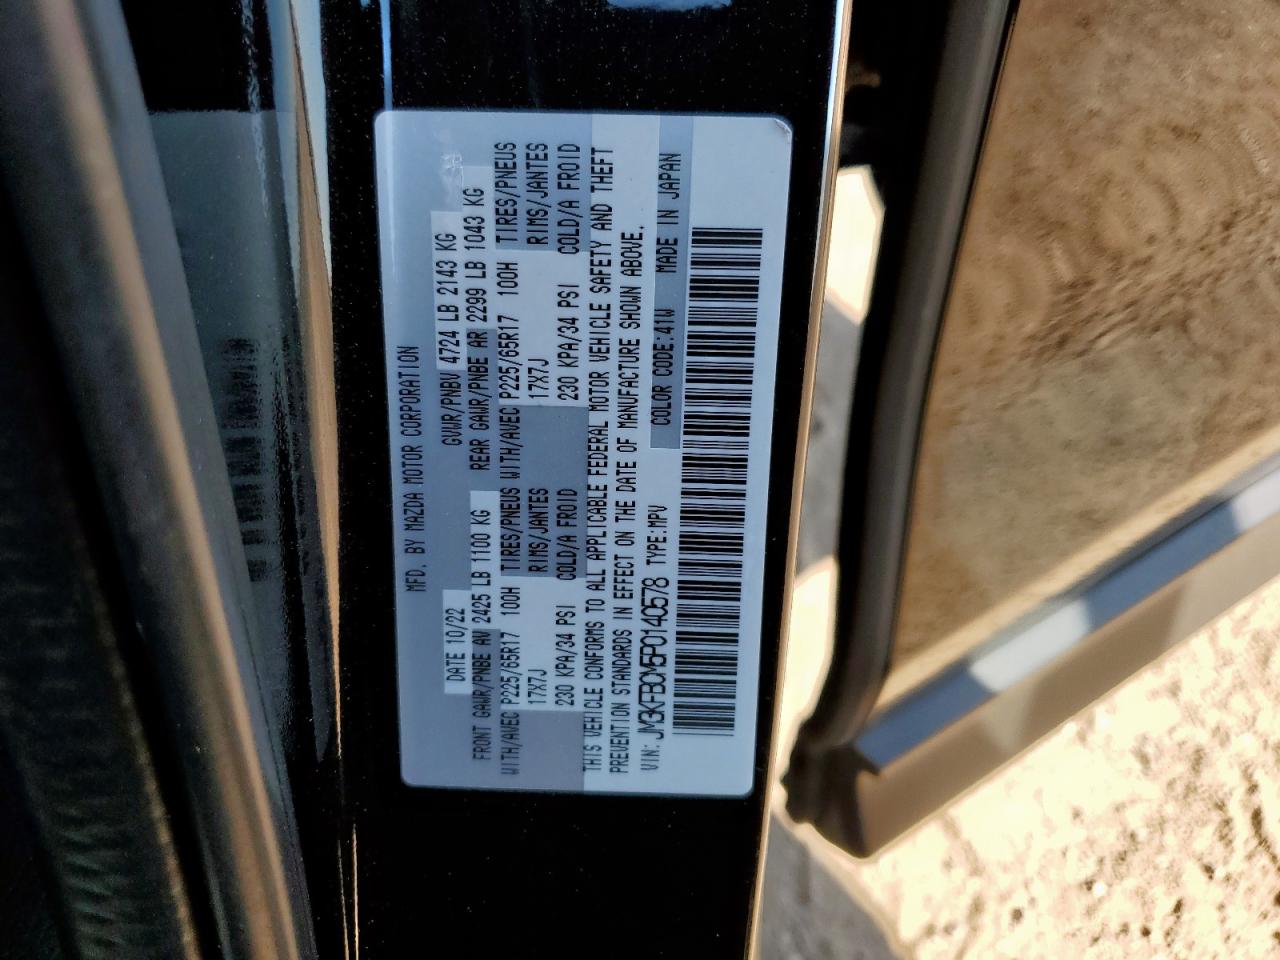 MFD. BY MAZDA MOTOR CORPORATION
DATE 10/22 GVWR/PNBV 4724 LB 2143 KG
FRONT GAWR/PNBE AV 2425 LB 1100 KG REAR GAWR/PNBE AR 2299 LB 1043 KG
WITH/AVEC P225/65R17 100H TIRES/PNEUS WITH/AVEC P225/65R17 100H TIRES/PNEUS
17X7J RIMS/JANTES 17X7J RIMS/JANTES
230 KPA/34 PSI COLD/A FROID 230 KPA/34 PSI COLD/A FROID
THIS VEHICLE CONFORMS TO ALL APPLICABLE FEDERAL MOTOR VEHICLE SAFETY AND THEFT
PREVENTION STANDARDS IN EFFECT ON THE DATE OF MANUFACTURE SHOWN ABOVE.
VIN: JM3KFBCM5P0140578 TYPE:MPV COLOR CODE:41W MADE IN JAPAN